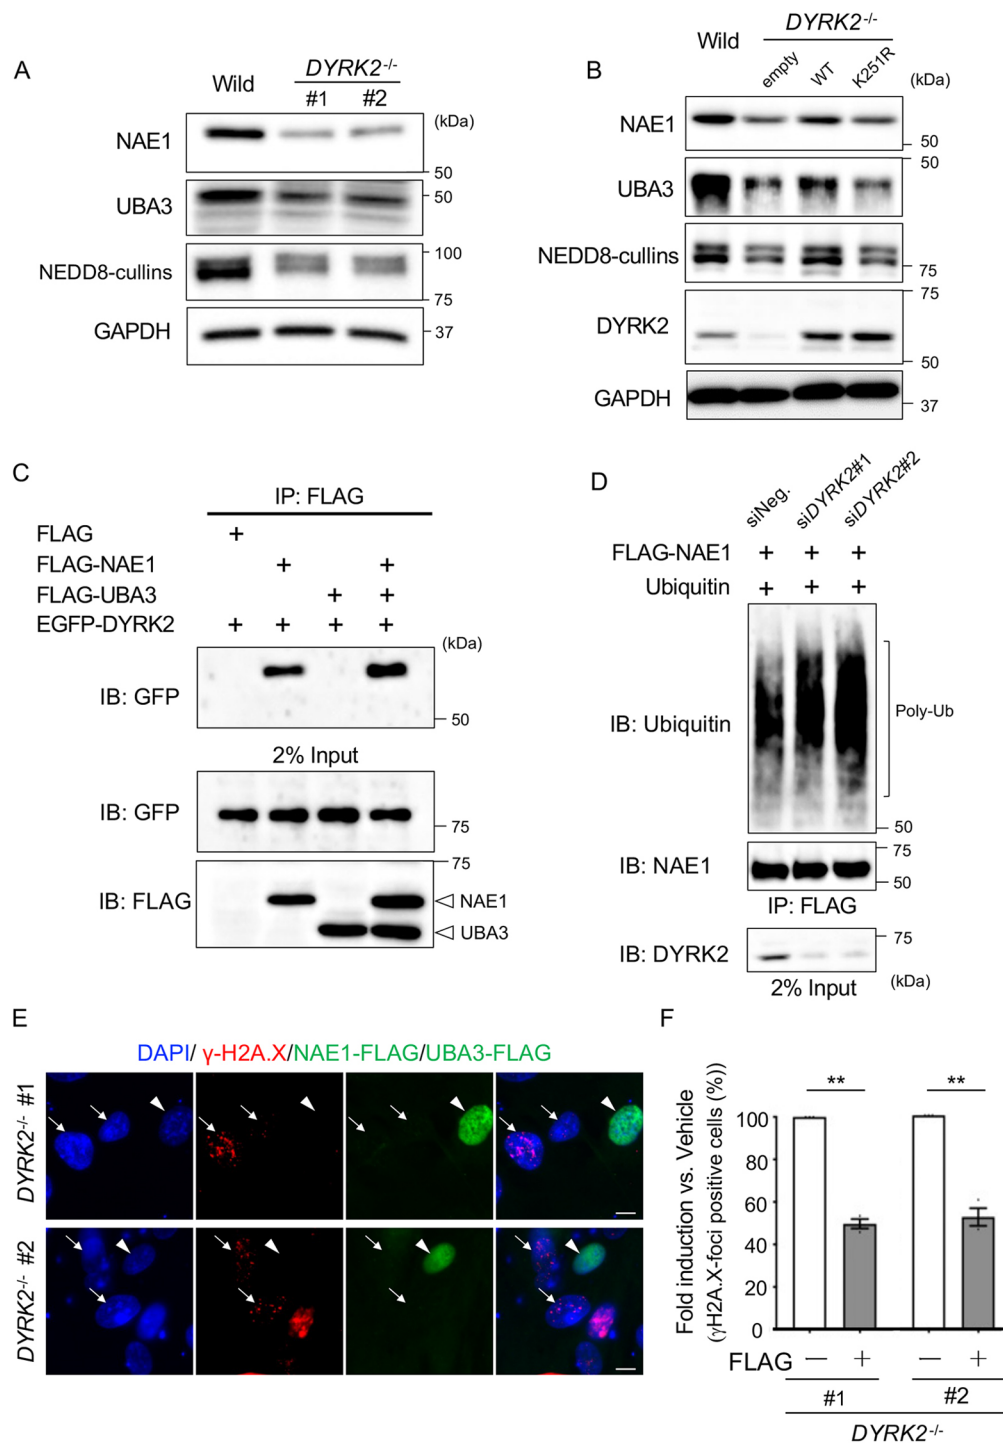 A
Wild
DYRK2-/-
#1 #2
(kDa)
NAE1
50
UBA3
50
NEDD8-cullins
100
75
GAPDH
37
B
Wild
DYRK2-/-
empty WT K251R
(kDa)
NAE1
50
UBA3
50
NEDD8-cullins
75
DYRK2
75
50
GAPDH
37
C
IP: FLAG
FLAG +
FLAG-NAE1 + +
FLAG-UBA3 + +
EGFP-DYRK2 + + + +
(kDa)
IB: GFP
50
2% Input
IB: GFP
75
75
IB: FLAG
NAE1
UBA3
D
siNeg. siDYRK2#1 siDYRK2#2
FLAG-NAE1 + + +
Ubiquitin + + +
IB: Ubiquitin
Poly-Ub
50
IB: NAE1
75
50
IP: FLAG
IB: DYRK2
75
(kDa)
2% Input
E
DAPI/ γ-H2A.X/NAE1-FLAG/UBA3-FLAG
DYRK2-/- #1
DYRK2-/- #2
F
Fold induction vs. Vehicle
(γH2A.X-foci positive cells (%))
** **
100
80
60
40
20
0
FLAG — + — +
#1 #2
DYRK2-/-